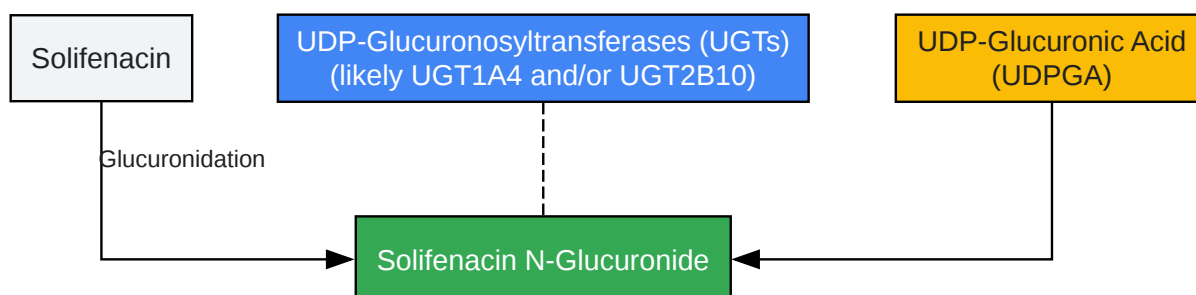 Solifenacin
UDP-Glucuronosyltransferases (UGTs)
(likely UGT1A4 and/or UGT2B10)
UDP-Glucuronic Acid
(UDPGA)
Glucuronidation
Solifenacin N-Glucuronide